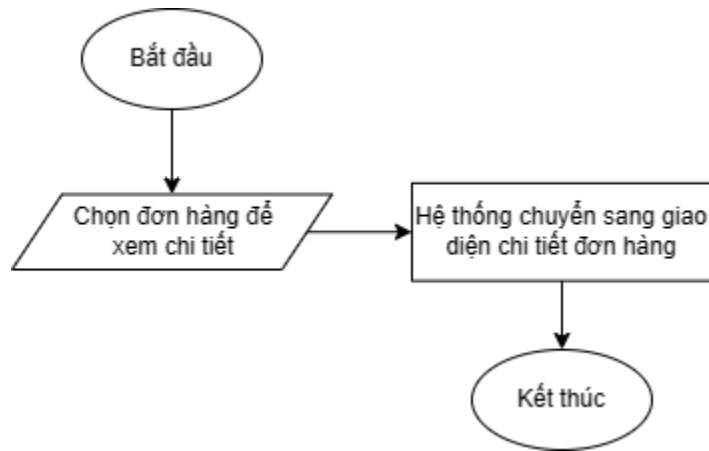 Bắt đầu
Chọn đơn hàng để
xem chi tiết
Hệ thống chuyển sang giao
diện chi tiết đơn hàng
Kết thúc